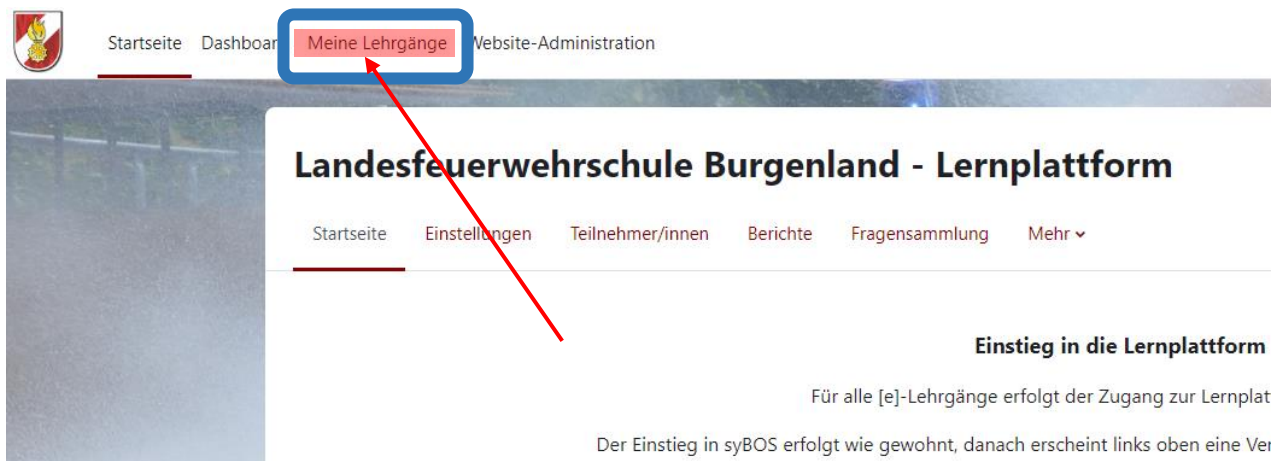 Startseite Dashboar Meine Lehrgänge Website-Administration
Landesfeuerwehrschule Burgenland - Lernplattform
Startseite Einstellungen Teilnehmer/innen Berichte Fragensammlung Mehr
Einstieg in die Lernplattform
Für alle [e]-Lehrgänge erfolgt der Zugang zur Lernplat
Der Einstieg in syBOS erfolgt wie gewohnt, danach erscheint links oben eine Ver